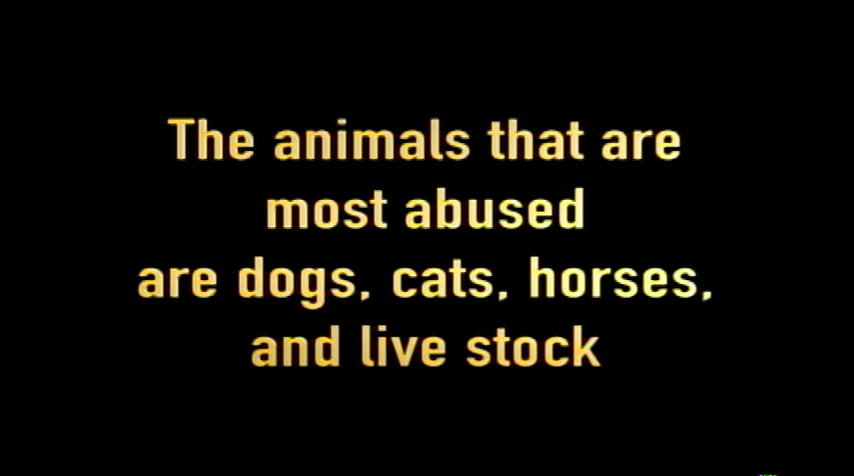 The animals that are
most abused
are dogs, cats, horses,
and live stock